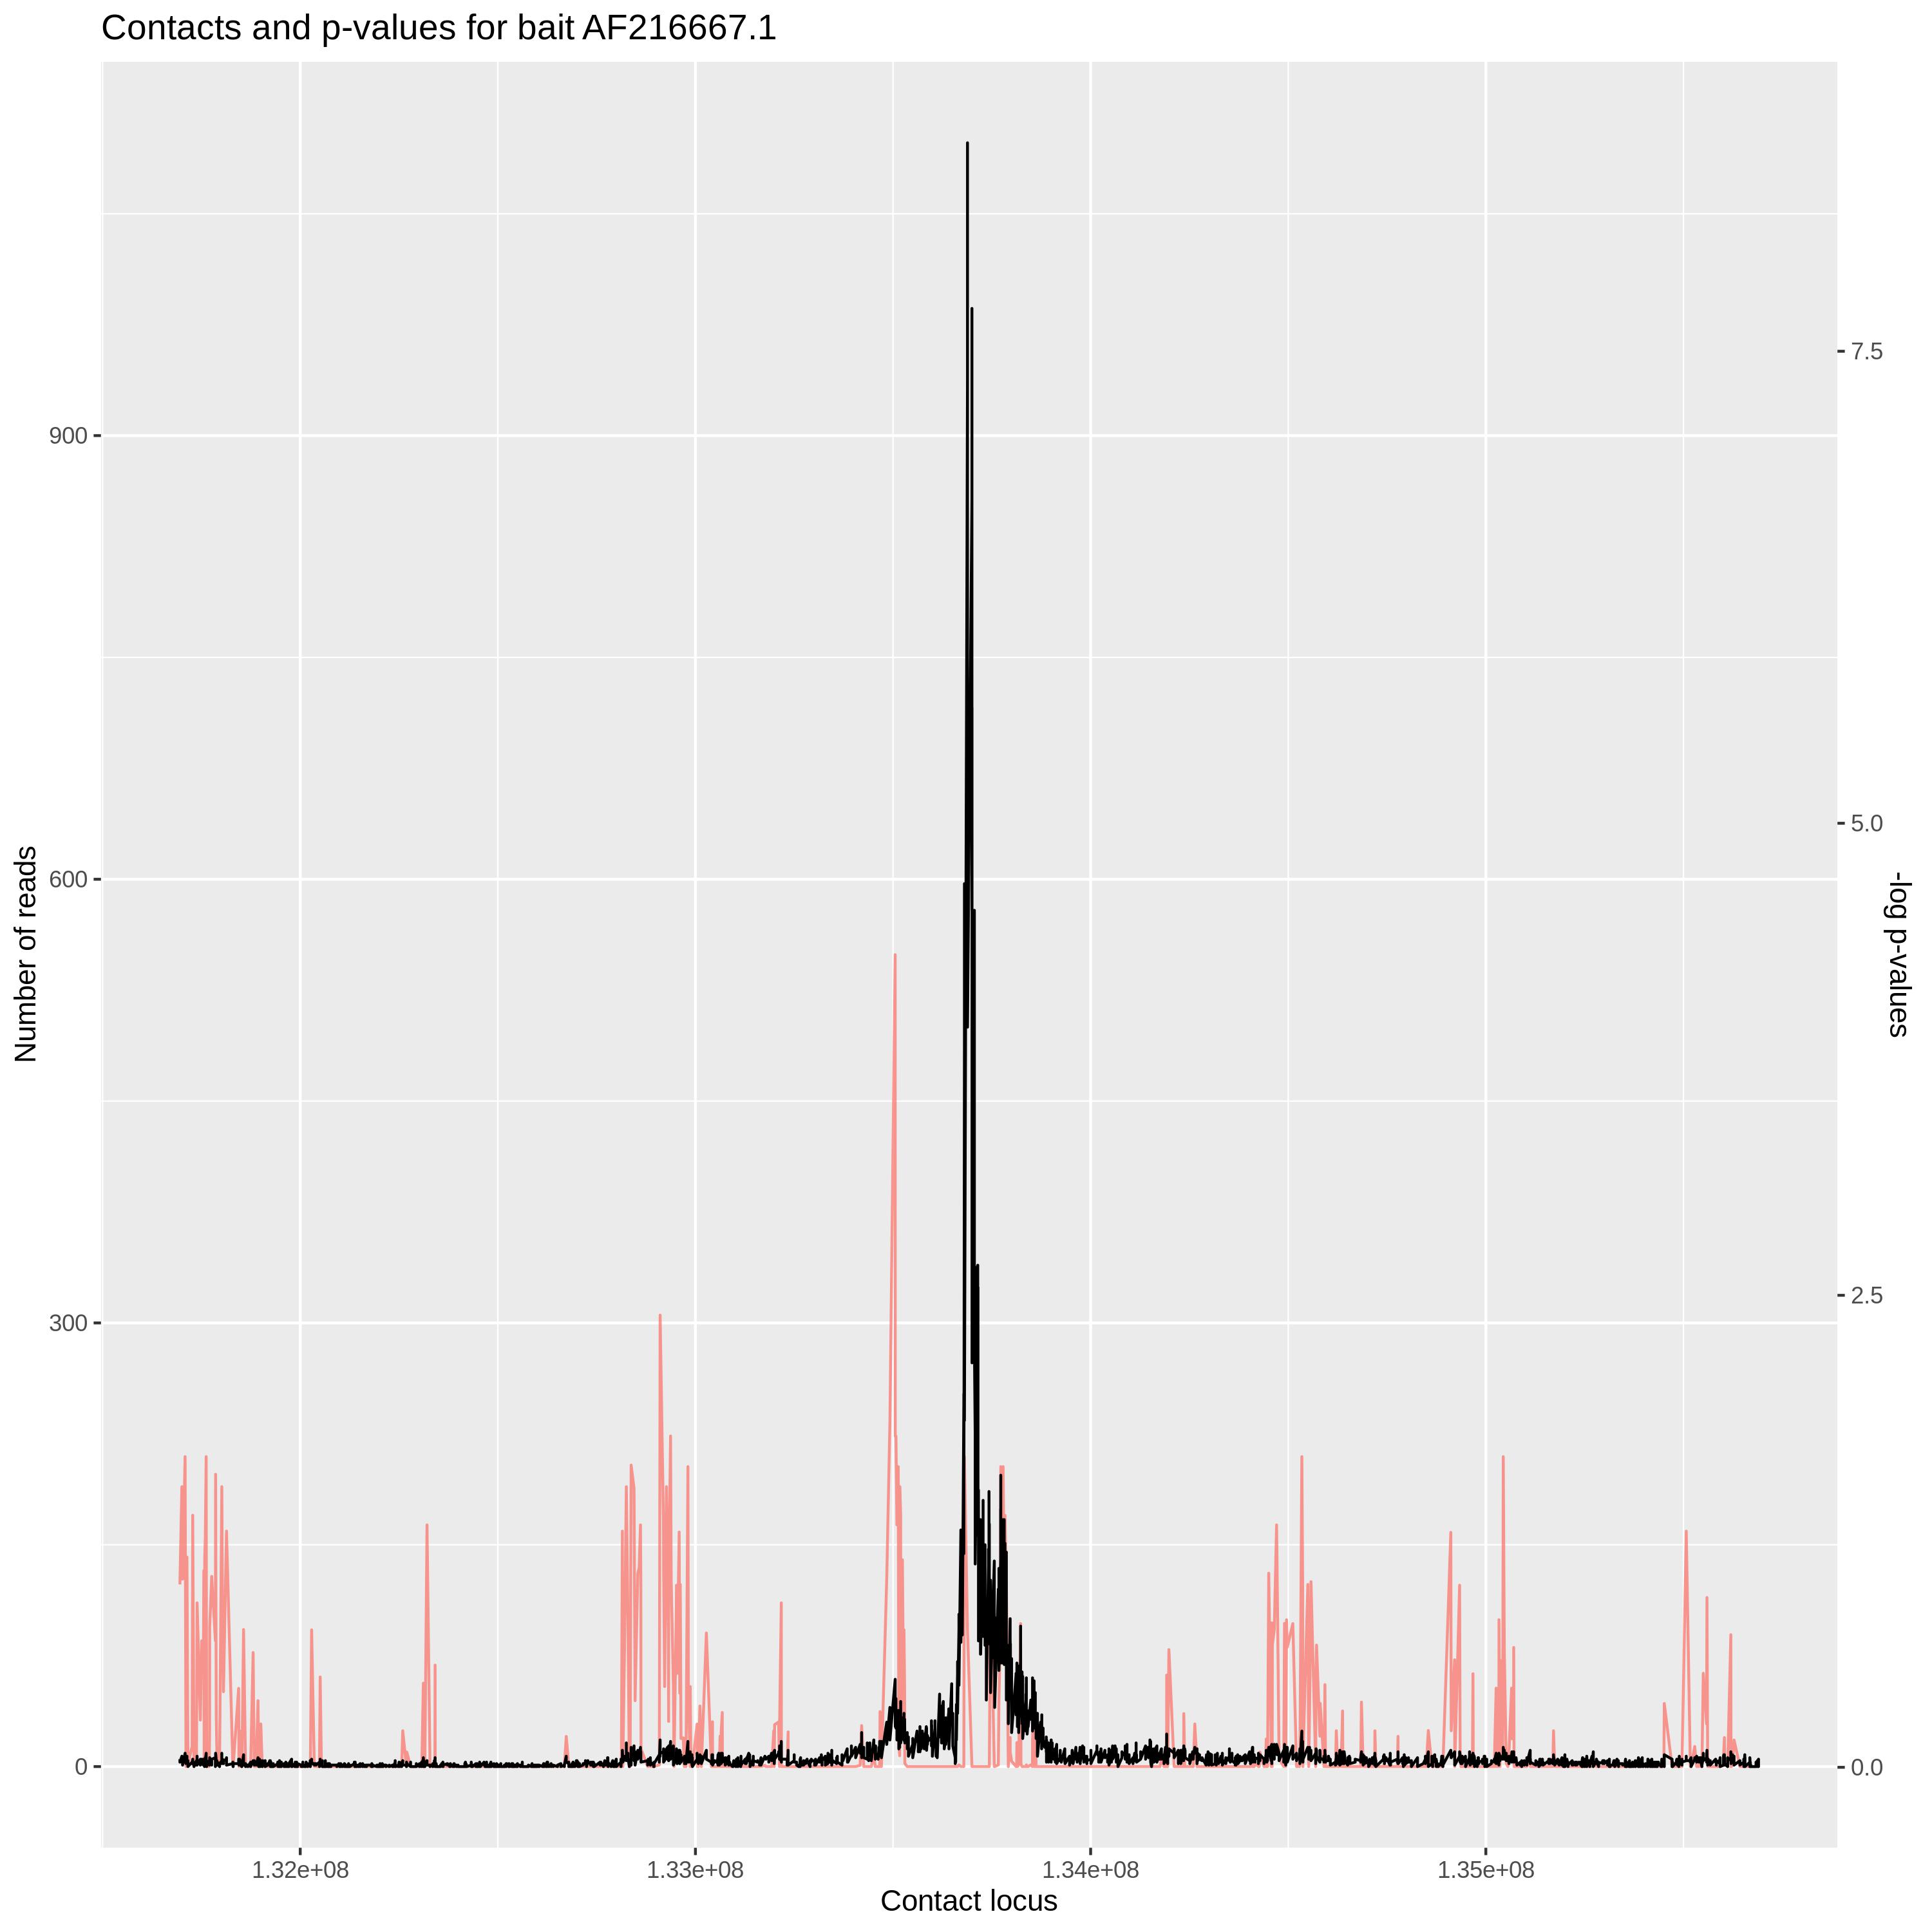 Contacts and p-values for bait AF216667.1
900
600
300
0
Number of reads
7.5
5.0
2.5
0.0
-log p-values
1.32e+08
1.33e+08
1.34e+08
1.35e+08
Contact locus